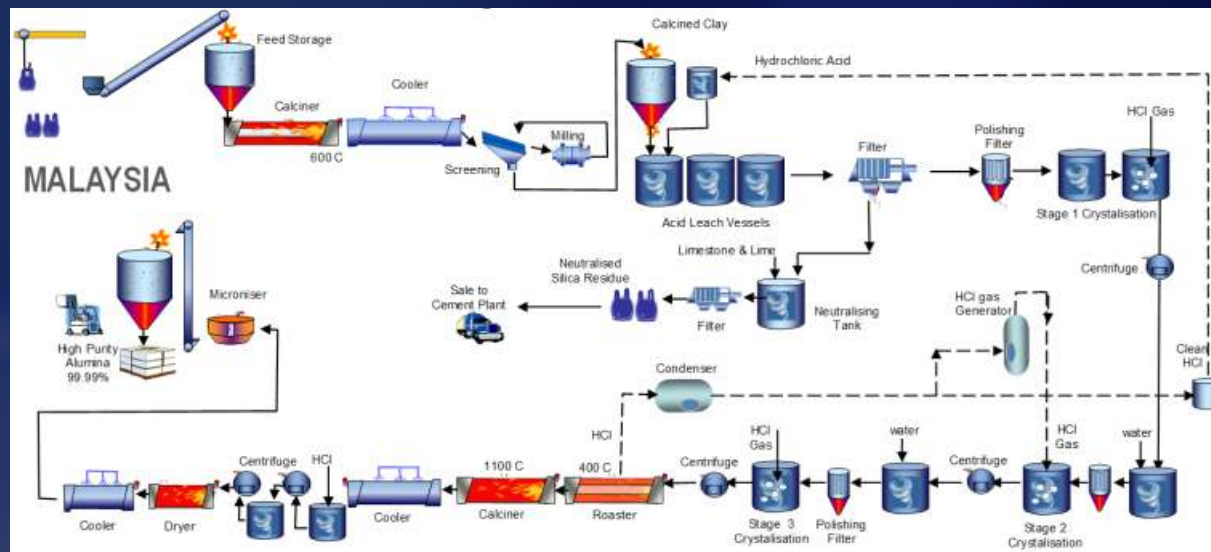 Feed Storage
Calciner
600 C
Cooler
Screening
Milling
Calcined Clay
Hydrochloric Acid
Acid Leach Vessels
Filter
Polishing
Filter
HCl Gas
Stage 1 Crystalisation
MALAYSIA
Centrifuge
Limestone & Lime
Neutralising
Tank
Filter
Neutralised
Silica Residue
Sale to
Cement Plant
Microniser
High Purity
Alumina
99.99%
HCl gas
Generator
Condenser
Clean
HCl
water
HCl
Gas
Stage 2
Crystalisation
Centrifuge
water
Polishing
Filter
HCl
Gas
Stage 3
Crystalisation
Centrifuge
HCl
400 C
Roaster
1100 C
Calciner
Cooler
HCl
Centrifuge
Dryer
Cooler